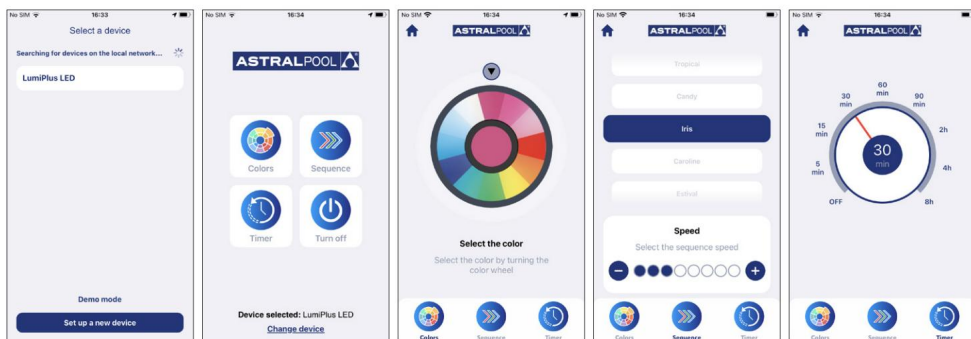 No SIM 16:33
Select a device
Searching for devices on the local network...
LumiPlus LED
Demo mode
Set up a new device
No SIM 16:34
ASTRALPOOL
Colors
Sequence
Timer
Turn off
Device selected: LumiPlus LED
Change device
No SIM 16:34
ASTRALPOOL
Select the color
Select the color by turning the
color wheel
Colors
Sequence
Timer
No SIM 16:34
ASTRALPOOL
Tropical
Candy
Iris
Caroline
Estival
Speed
Select the sequence speed
Colors
Sequence
Timer
No SIM 16:34
ASTRALPOOL
60
min
30
min
90
min
15
min
2h
30
min
5
min
4h
OFF
8h
Colors
Sequence
Timer